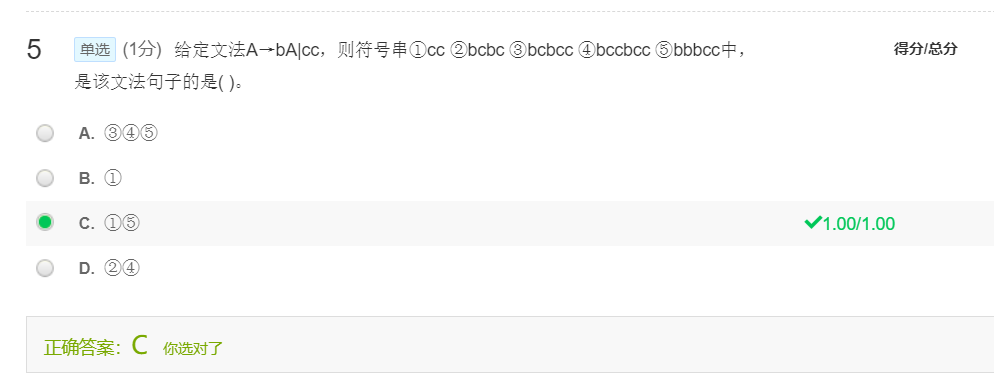 5 单选 (1分) 给定文法A→bA|cc，则符号串①cc ②bcbc ③bcbcc ④bccbcc ⑤bbbcc中， 得分/总分
是该文法句子的是( )。
A. ③④⑤
B. ①
C. ①⑤ 1.00/1.00
D. ②④
正确答案：C 你选对了